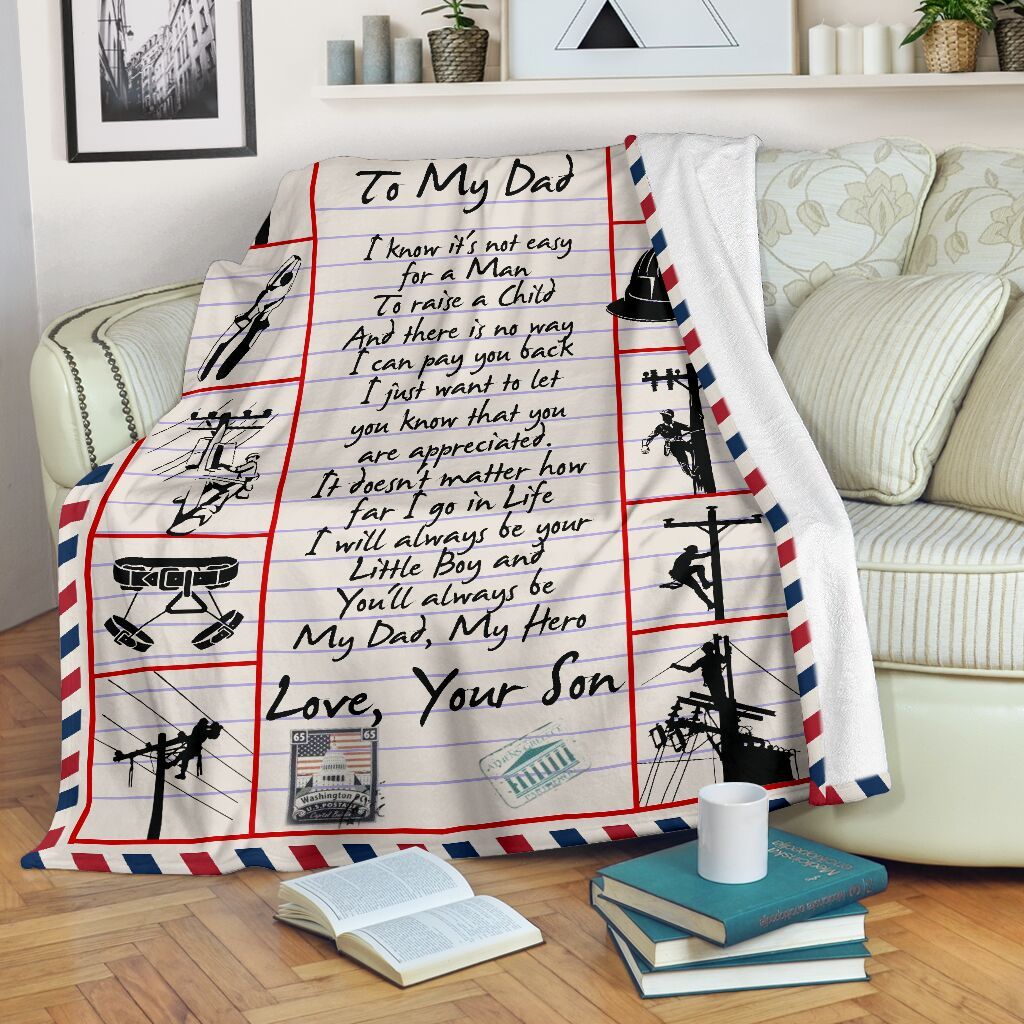 To My Dad
I know it's not easy
for a Man
To raise a Child
And there is no way
I can pay you back
I just want to let
you know that you
are appreciated.
It doesn't matter how
far I go in Life
I will always be your
Little Boy and
You'll always be
My Dad, My Hero
Love, Your Son
65 65
Washington
U.S. POSTA